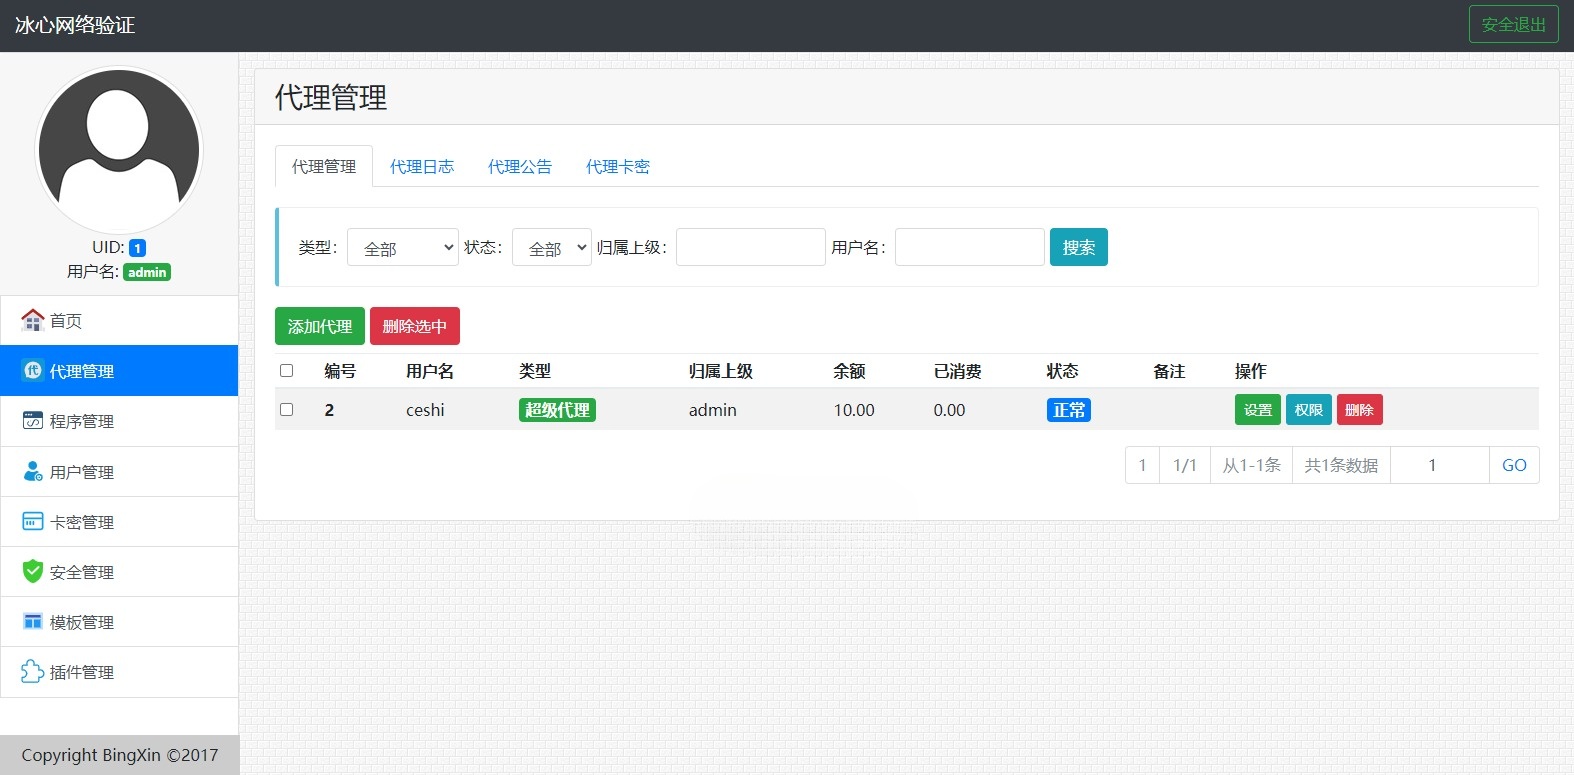 冰心网络验证
安全退出
UID: 1
用户名: admin
首页
代理管理
程序管理
用户管理
卡密管理
安全管理
模板管理
插件管理
Copyright BingXin ©2017
代理管理
代理管理 代理日志 代理公告 代理卡密
类型： 全部 状态： 全部 归属上级： 用户名： 搜索
添加代理 删除选中
编号 用户名 类型 归属上级 余额 已消费 状态 备注 操作
2 ceshi 超级代理 admin 10.00 0.00 正常 设置 权限 删除
1 1/1 从1-1条 共1条数据 1 GO